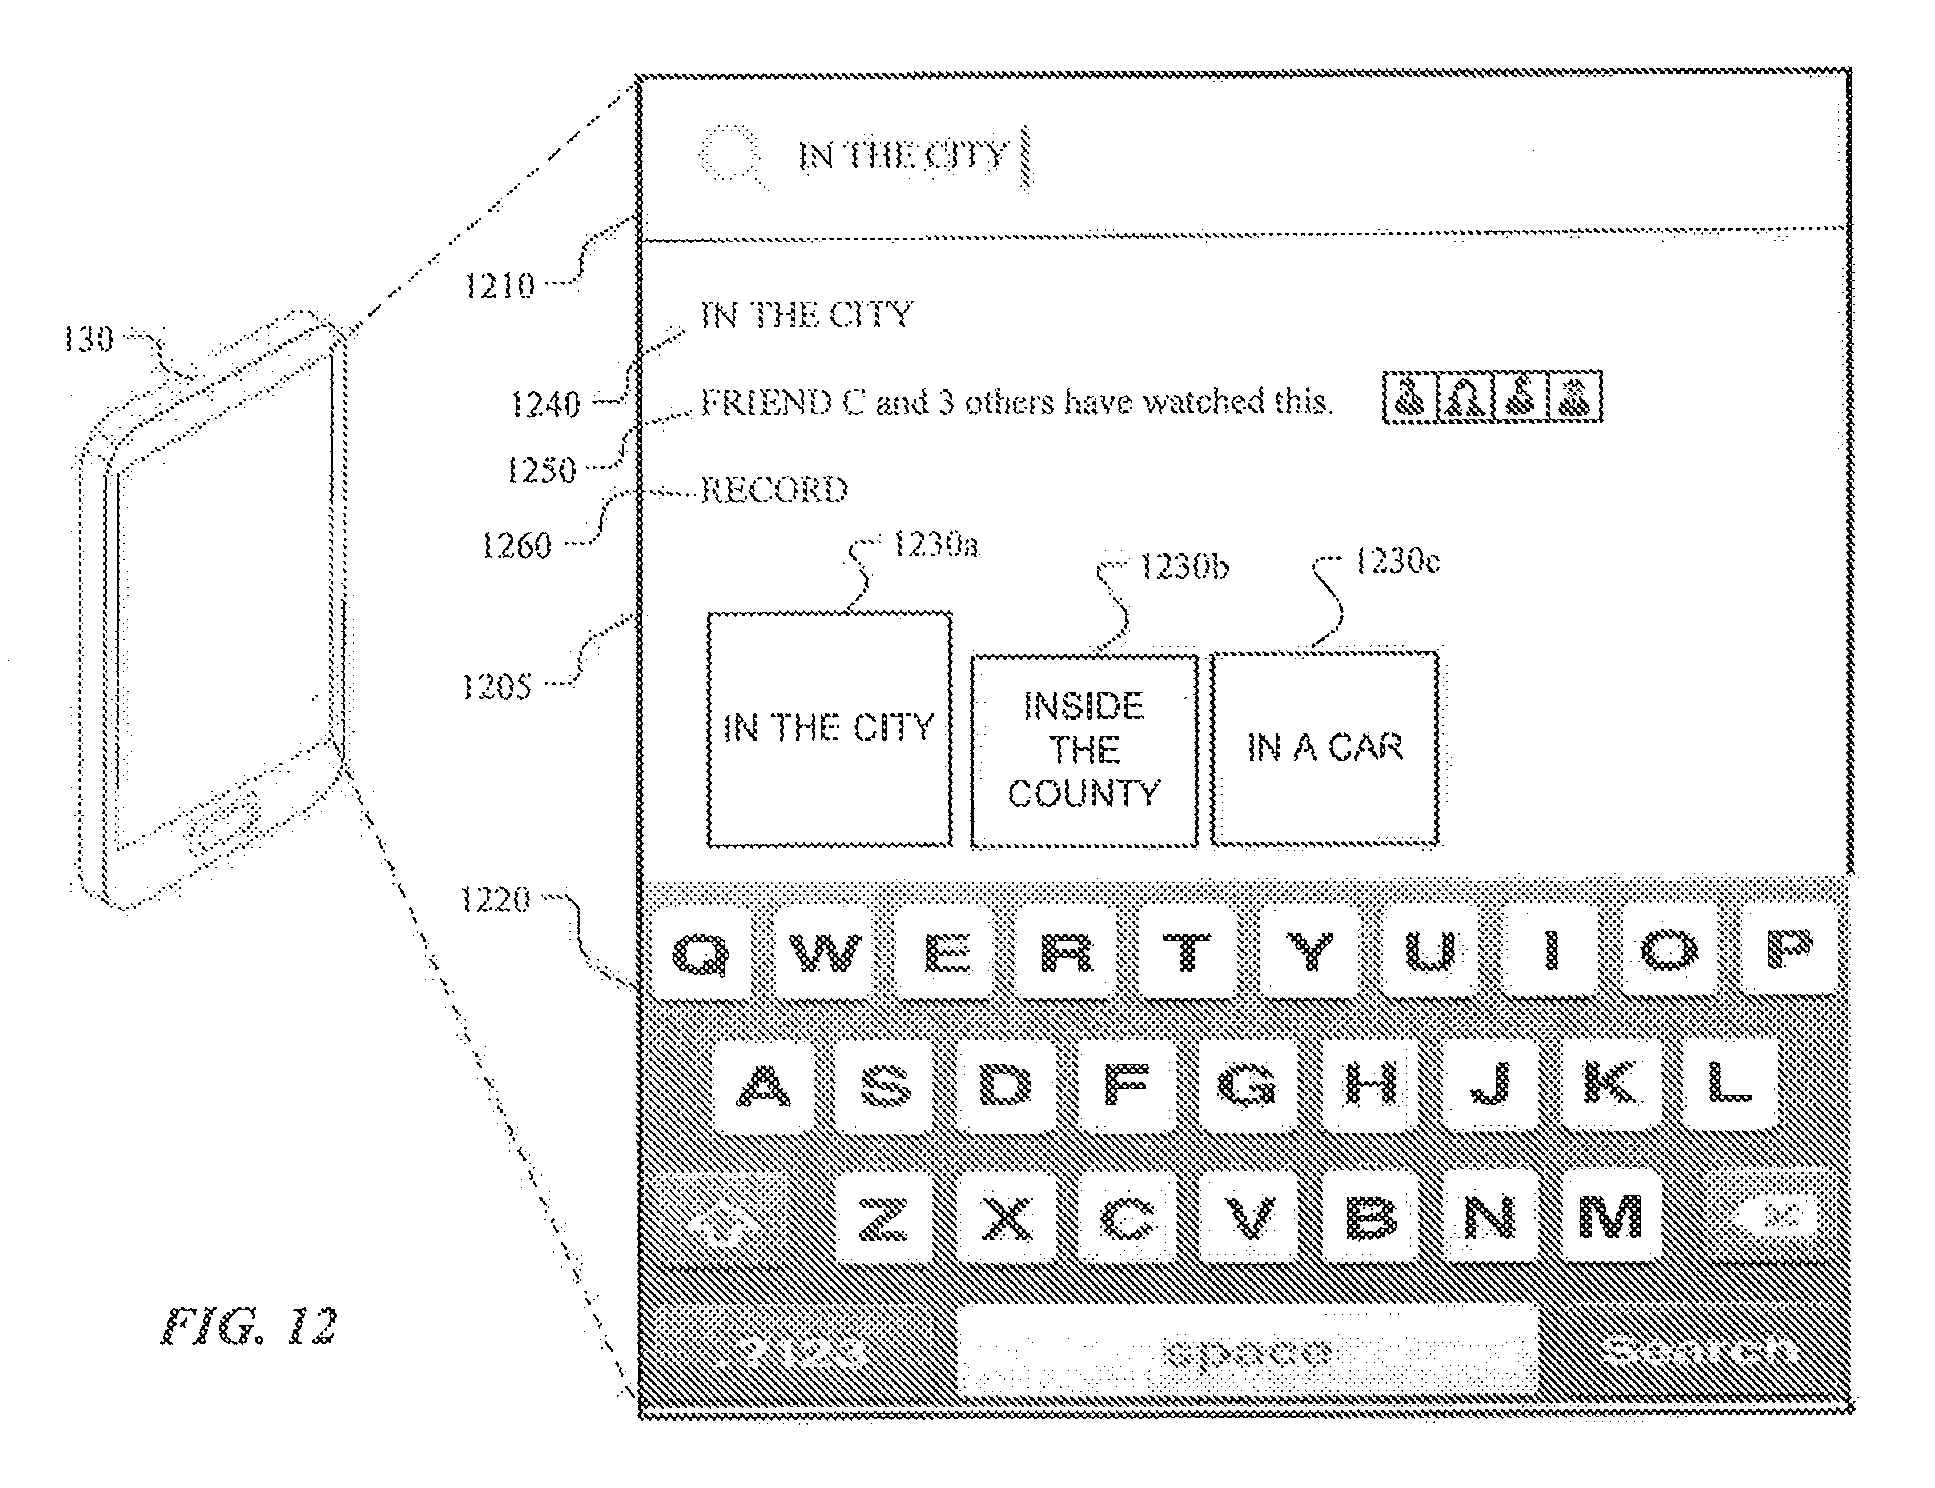 IN THE CITY
1210
IN THE CITY
130
1240
FRIEND C and 3 others have watched this.
1250
RECORD
1260
1230a
1230b
1230c
1205
IN THE CITY
INSIDE
THE
COUNTY
IN A CAR
1220
Q W E R T Y U I O P
A S D F G H J K L
Z X C V B N M
.?123 space Search
FIG. 12